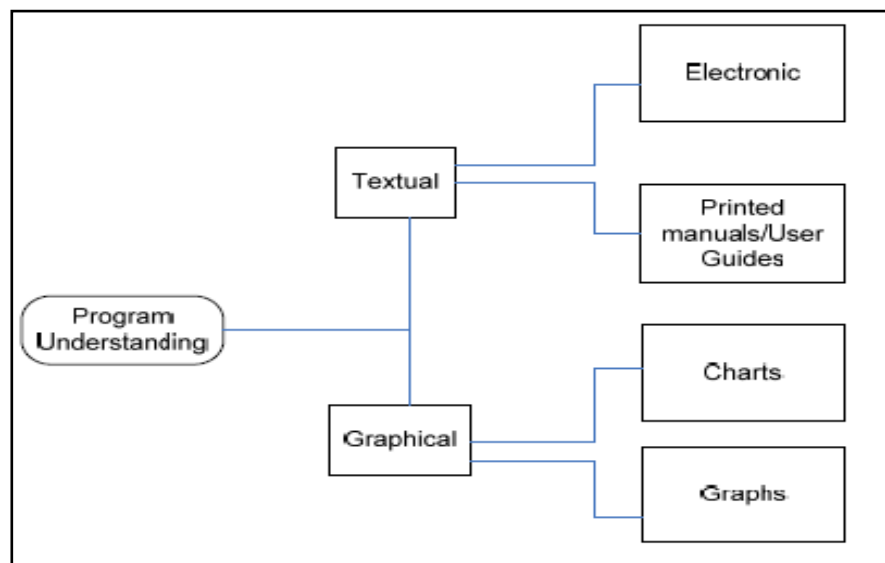 Electronic
Textual
Printed
manuals/User
Guides
Program
Understanding
Charts
Graphical
Graphs